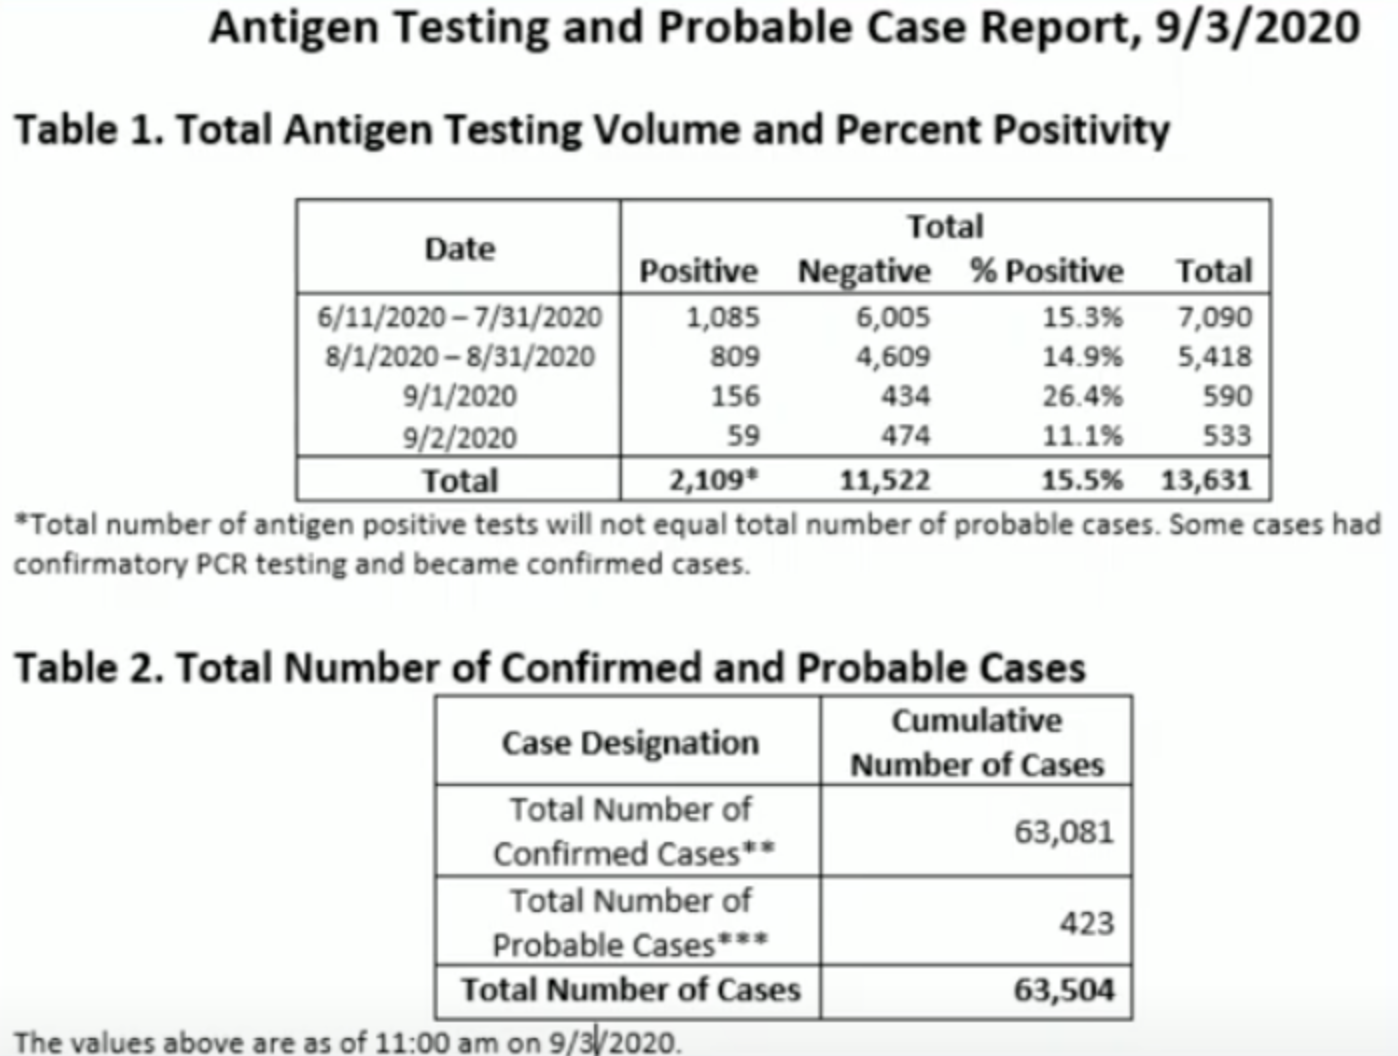 Antigen Testing and Probable Case Report, 9/3/2020
Table 1. Total Antigen Testing Volume and Percent Positivity
Date Total
Positive Negative % Positive Total
6/11/2020 – 7/31/2020 1,085 6,005 15.3% 7,090
8/1/2020 – 8/31/2020 809 4,609 14.9% 5,418
9/1/2020 156 434 26.4% 590
9/2/2020 59 474 11.1% 533
Total 2,109* 11,522 15.5% 13,631
*Total number of antigen positive tests will not equal total number of probable cases. Some cases had
confirmatory PCR testing and became confirmed cases.
Table 2. Total Number of Confirmed and Probable Cases
Case Designation Cumulative
Number of Cases
Total Number of
Confirmed Cases** 63,081
Total Number of
Probable Cases*** 423
Total Number of Cases 63,504
The values above are as of 11:00 am on 9/3/2020.